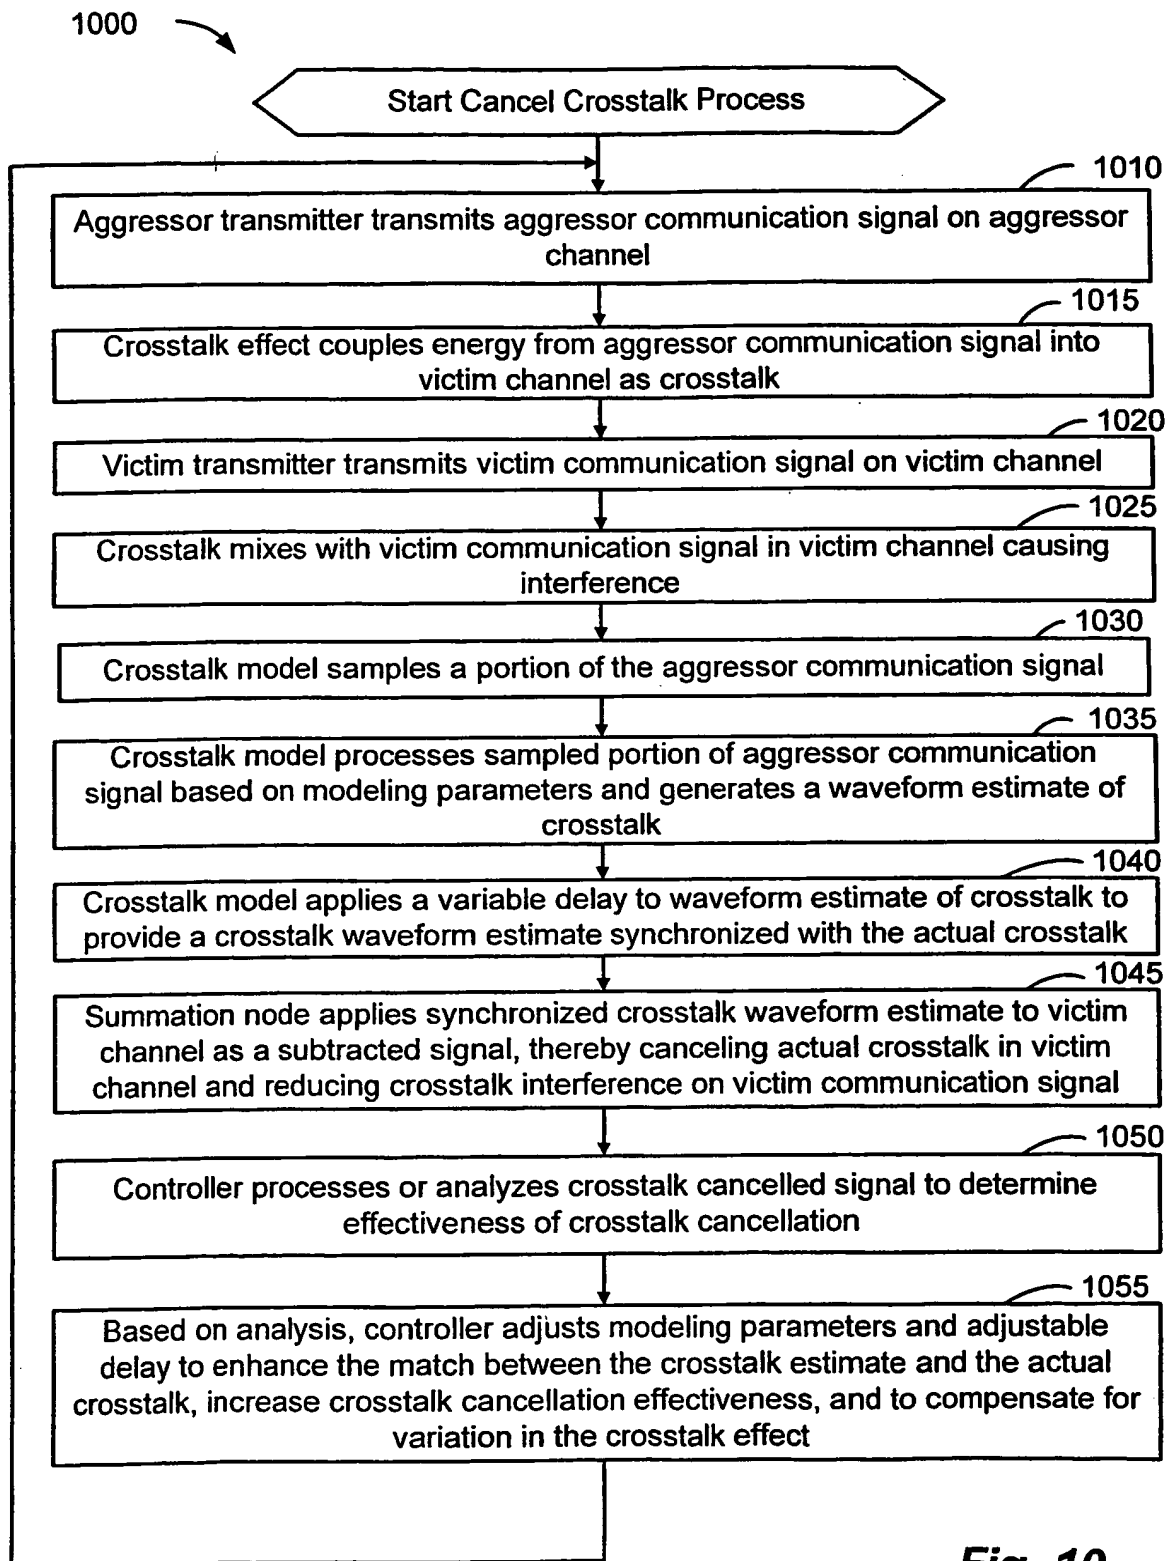 1000
Start Cancel Crosstalk Process
1010
Aggressor transmitter transmits aggressor communication signal on aggressor
channel
1015
Crosstalk effect couples energy from aggressor communication signal into
victim channel as crosstalk
1020
Victim transmitter transmits victim communication signal on victim channel
1025
Crosstalk mixes with victim communication signal in victim channel causing
interference
1030
Crosstalk model samples a portion of the aggressor communication signal
1035
Crosstalk model processes sampled portion of aggressor communication
signal based on modeling parameters and generates a waveform estimate of
crosstalk
1040
Crosstalk model applies a variable delay to waveform estimate of crosstalk to
provide a crosstalk waveform estimate synchronized with the actual crosstalk
1045
Summation node applies synchronized crosstalk waveform estimate to victim
channel as a subtracted signal, thereby canceling actual crosstalk in victim
channel and reducing crosstalk interference on victim communication signal
1050
Controller processes or analyzes crosstalk cancelled signal to determine
effectiveness of crosstalk cancellation
1055
Based on analysis, controller adjusts modeling parameters and adjustable
delay to enhance the match between the crosstalk estimate and the actual
crosstalk, increase crosstalk cancellation effectiveness, and to compensate for
variation in the crosstalk effect
Fig. 10